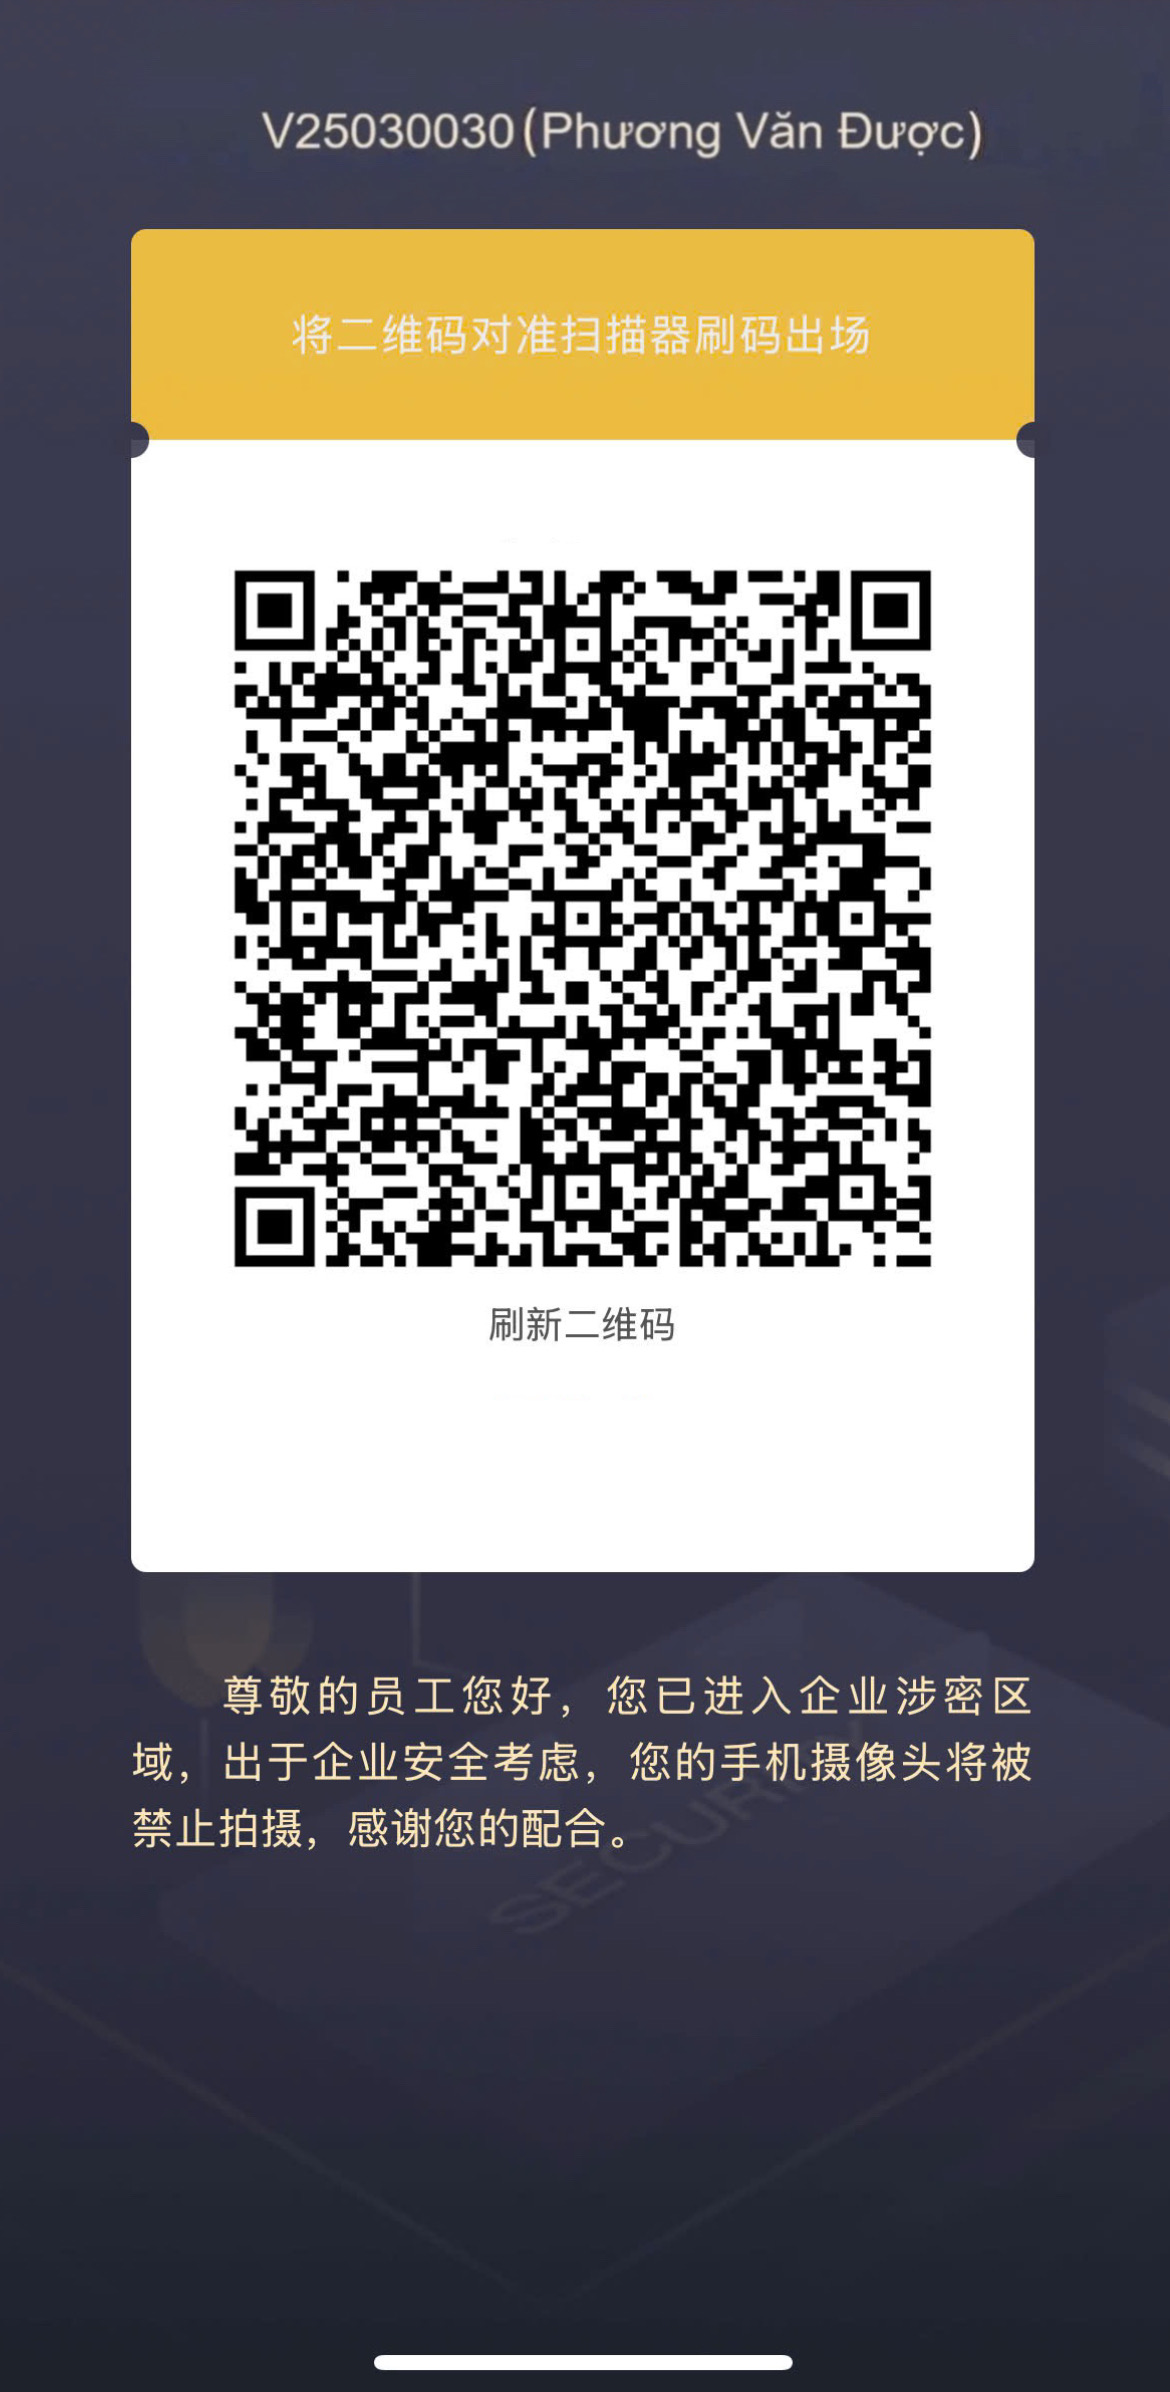 V25030030(Phương Văn Được)
将二维码对准扫描器刷码出场
刷新二维码
尊敬的员工您好，您已进入企业涉密区
域，出于企业安全考虑，您的手机摄像头将被
禁止拍摄，感谢您的配合。
SECURITY